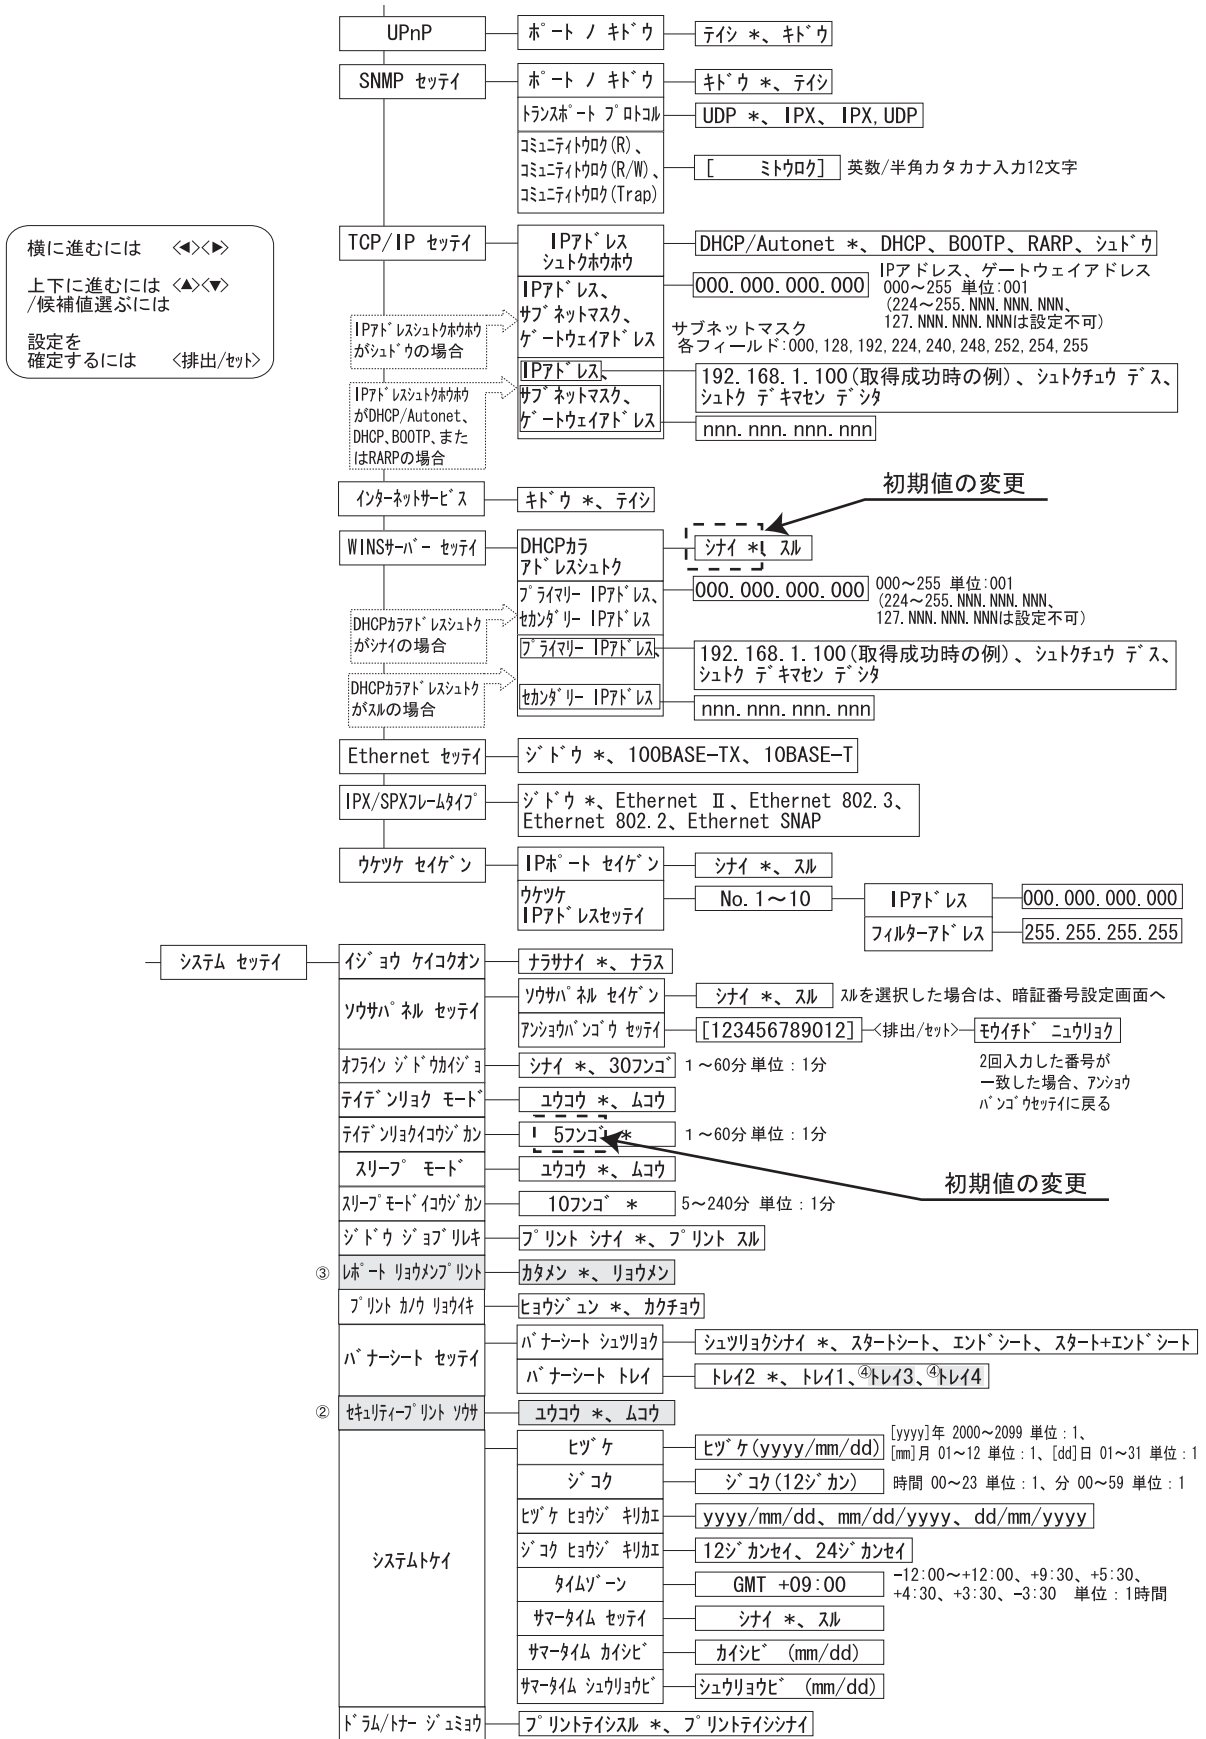 UPnP
ポート ノ キドウ
テイシ *、キドウ
SNMP セッテイ
ポート ノ キドウ
キドウ *、テイシ
トランスポート プロトコル
UDP *、IPX、IPX,UDP
コミュニティトウロク(R)、
コミュニティトウロク(R/W)、
コミュニティトウロク(Trap)
[ ミトウロク]
英数/半角カタカナ入力12文字
横に進むには <◀><▶>
上下に進むには <▲><▼>
/候補値選ぶには
設定を
確定するには <排出/セット>
TCP/IP セッテイ
IPアドレス
シュトクホウホウ
DHCP/Autonet *、DHCP、BOOTP、RARP、シュドウ
IPアドレス、
サブネットマスク、
ゲートウェイアドレス
000.000.000.000
IPアドレス、ゲートウェイアドレス
000~255 単位:001
(224~255.NNN.NNN.NNN、
127.NNN.NNN.NNNは設定不可)
サブネットマスク
各フィールド:000,128,192,224,240,248,252,254,255
IPアドレスシュトクホウホウ
がシュドウの場合
IPアドレス、
サブネットマスク、
ゲートウェイアドレス
192.168.1.100(取得成功時の例)、シュトクチュウ デス、
シュトク デキマセン デシタ
nnn.nnn.nnn.nnn
IPアドレスシュトクホウホウ
がDHCP/Autonet、
DHCP、BOOTP、また
はRARPの場合
インターネットサービス
キドウ *、テイシ
初期値の変更
WINSサーバー セッテイ
DHCPカラ
アドレスシュトク
シナイ *、スル
プライマリー IPアドレス、
セカンダリー IPアドレス
000.000.000.000
000~255 単位:001
(224~255.NNN.NNN.NNN、
127.NNN.NNN.NNNは設定不可)
DHCPカラアドレスシュトク
がシナイの場合
プライマリー IPアドレス、
192.168.1.100(取得成功時の例)、シュトクチュウ デス、
シュトク デキマセン デシタ
DHCPカラアドレスシュトク
がスルの場合
セカンダリー IPアドレス
nnn.nnn.nnn.nnn
Ethernet セッテイ
ジドウ *、100BASE-TX、10BASE-T
IPX/SPXフレームタイプ
ジドウ *、Ethernet Ⅱ、Ethernet 802.3、
Ethernet 802.2、Ethernet SNAP
ウケツケ セイゲン
IPポート セイゲン
シナイ *、スル
ウケツケ
IPアドレスセッテイ
No.1~10
IPアドレス
000.000.000.000
フィルターアドレス
255.255.255.255
システム セッテイ
イジョウ ケイコクオン
ナラサナイ *、ナラス
ソウサパネル セッテイ
ソウサパネル セイゲン
シナイ *、スル
スルを選択した場合は、暗証番号設定画面へ
アンショウバンゴウ セッテイ
[123456789012]
<排出/セット>
モウイチド ニュウリョク
2回入力した番号が
一致した場合、アンショウ
バンゴウセッテイに戻る
オフライン ジドウカイジョ
シナイ *、30フンゴ
1~60分 単位:1分
テイデンリョク モード
ユウコウ *、ムコウ
テイデンリョクイコウジカン
5フンゴ *
1~60分 単位:1分
初期値の変更
スリープ モード
ユウコウ *、ムコウ
スリープモードイコウジカン
10フンゴ *
5~240分 単位:1分
ジドウ ジョブリレキ
プリント シナイ *、プリント スル
③
レポート リョウメンプリント
カタメン *、リョウメン
プリント カノウ リョウイキ
ヒョウジュン *、カクチョウ
バナーシート セッテイ
バナーシート シュツリョク
シュツリョクシナイ *、スタートシート、エンドシート、スタート+エンドシート
バナーシート トレイ
トレイ2 *、トレイ1、④トレイ3、④トレイ4
②
セキュリティープリント ソウサ
ユウコウ *、ムコウ
システムトケイ
ヒヅケ
ヒヅケ(yyyy/mm/dd)
[yyyy]年 2000~2099 単位:1、
[mm]月 01~12 単位:1、[dd]日 01~31 単位:1
ジコク
ジコク(12ジカン)
時間 00~23 単位:1、分 00~59 単位:1
ヒヅケ ヒョウジ キリカエ
yyyy/mm/dd、mm/dd/yyyy、dd/mm/yyyy
ジコク ヒョウジ キリカエ
12ジカンセイ、24ジカンセイ
タイムゾーン
GMT +09:00
-12:00~+12:00、+9:30、+5:30、
+4:30、+3:30、-3:30 単位:1時間
サマータイム セッテイ
シナイ *、スル
サマータイム カイシビ
カイシビ (mm/dd)
サマータイム シュウリョウビ
シュウリョウビ (mm/dd)
ドラム/トナー ジュミョウ
プリントテイシスル *、プリントテイシシナイ